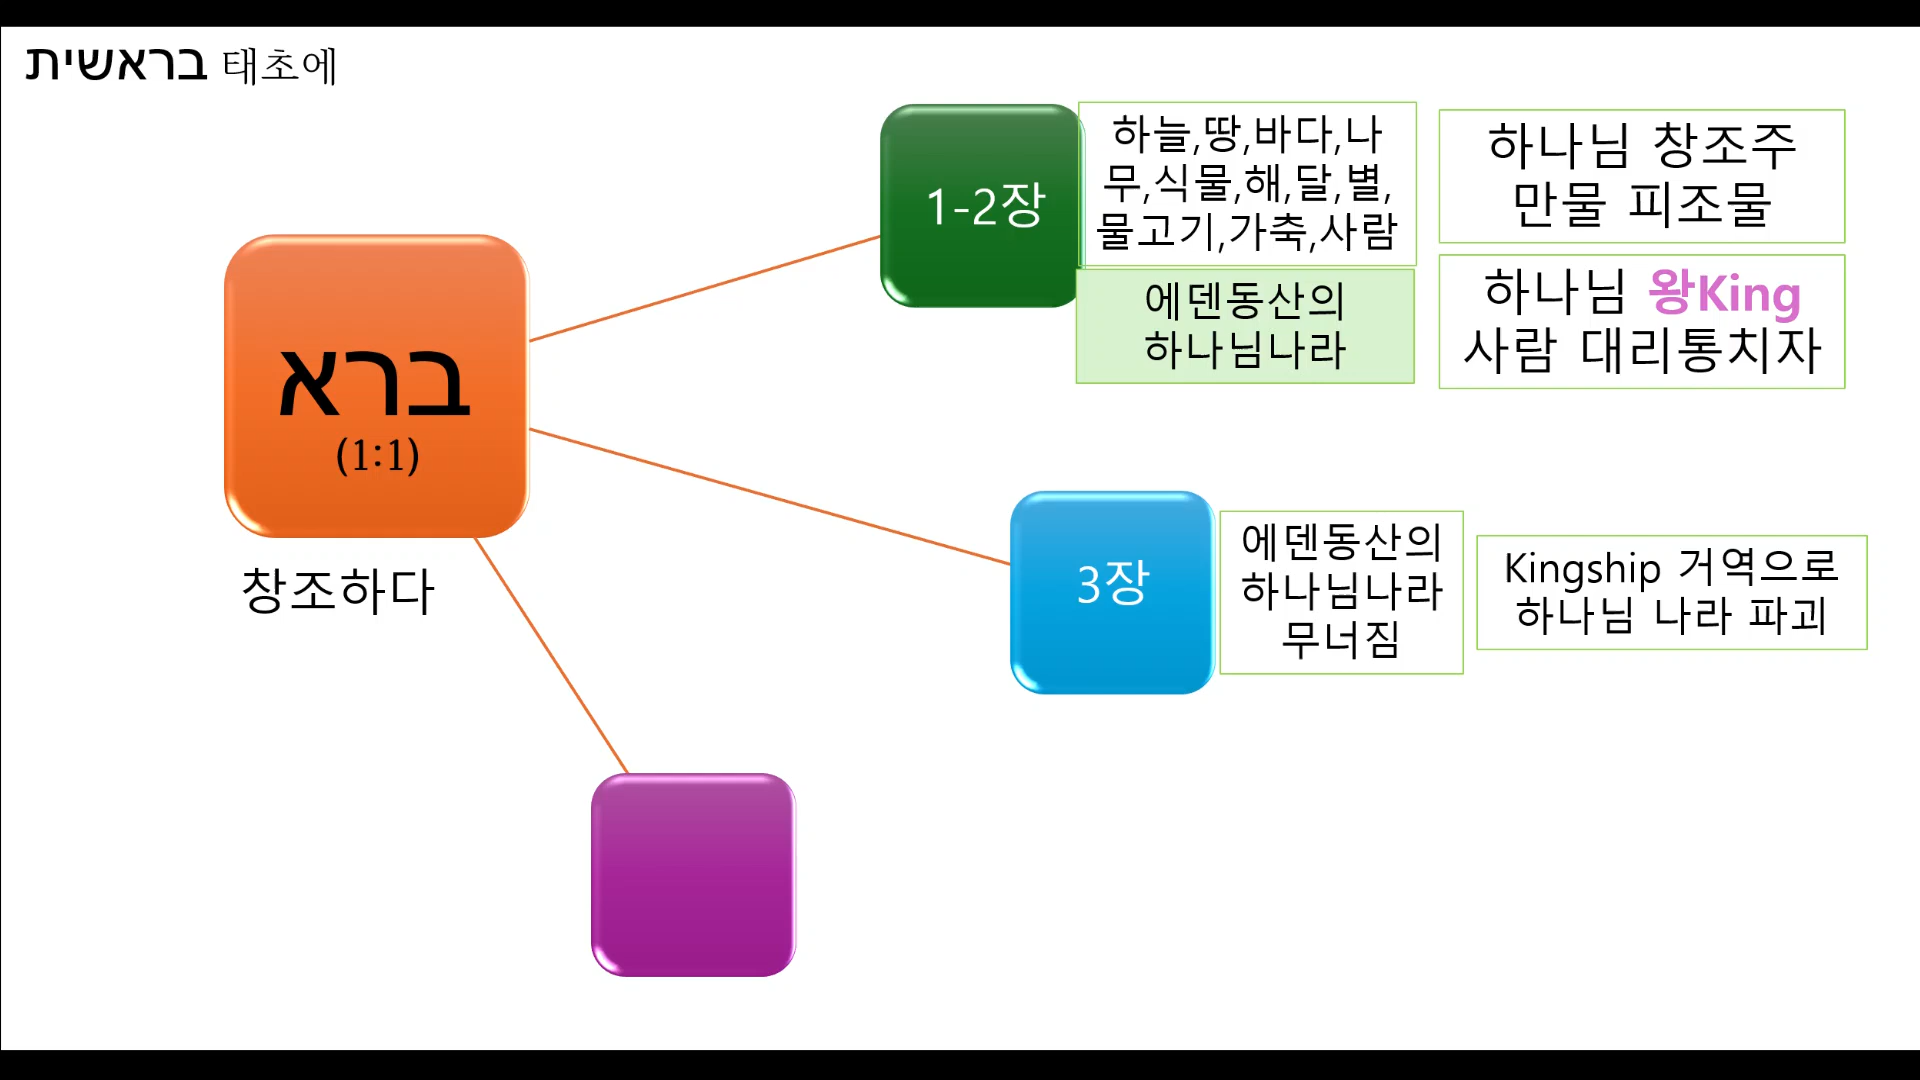 בראשית 태초에
ברא
(1:1)
창조하다
1-2장
하늘,땅,바다,나
무,식물,해,달,별,
물고기,가축,사람
에덴동산의
하나님나라
하나님 창조주
만물 피조물
하나님 왕King
사람 대리통치자
3장
에덴동산의
하나님나라
무너짐
Kingship 거역으로
하나님 나라 파괴